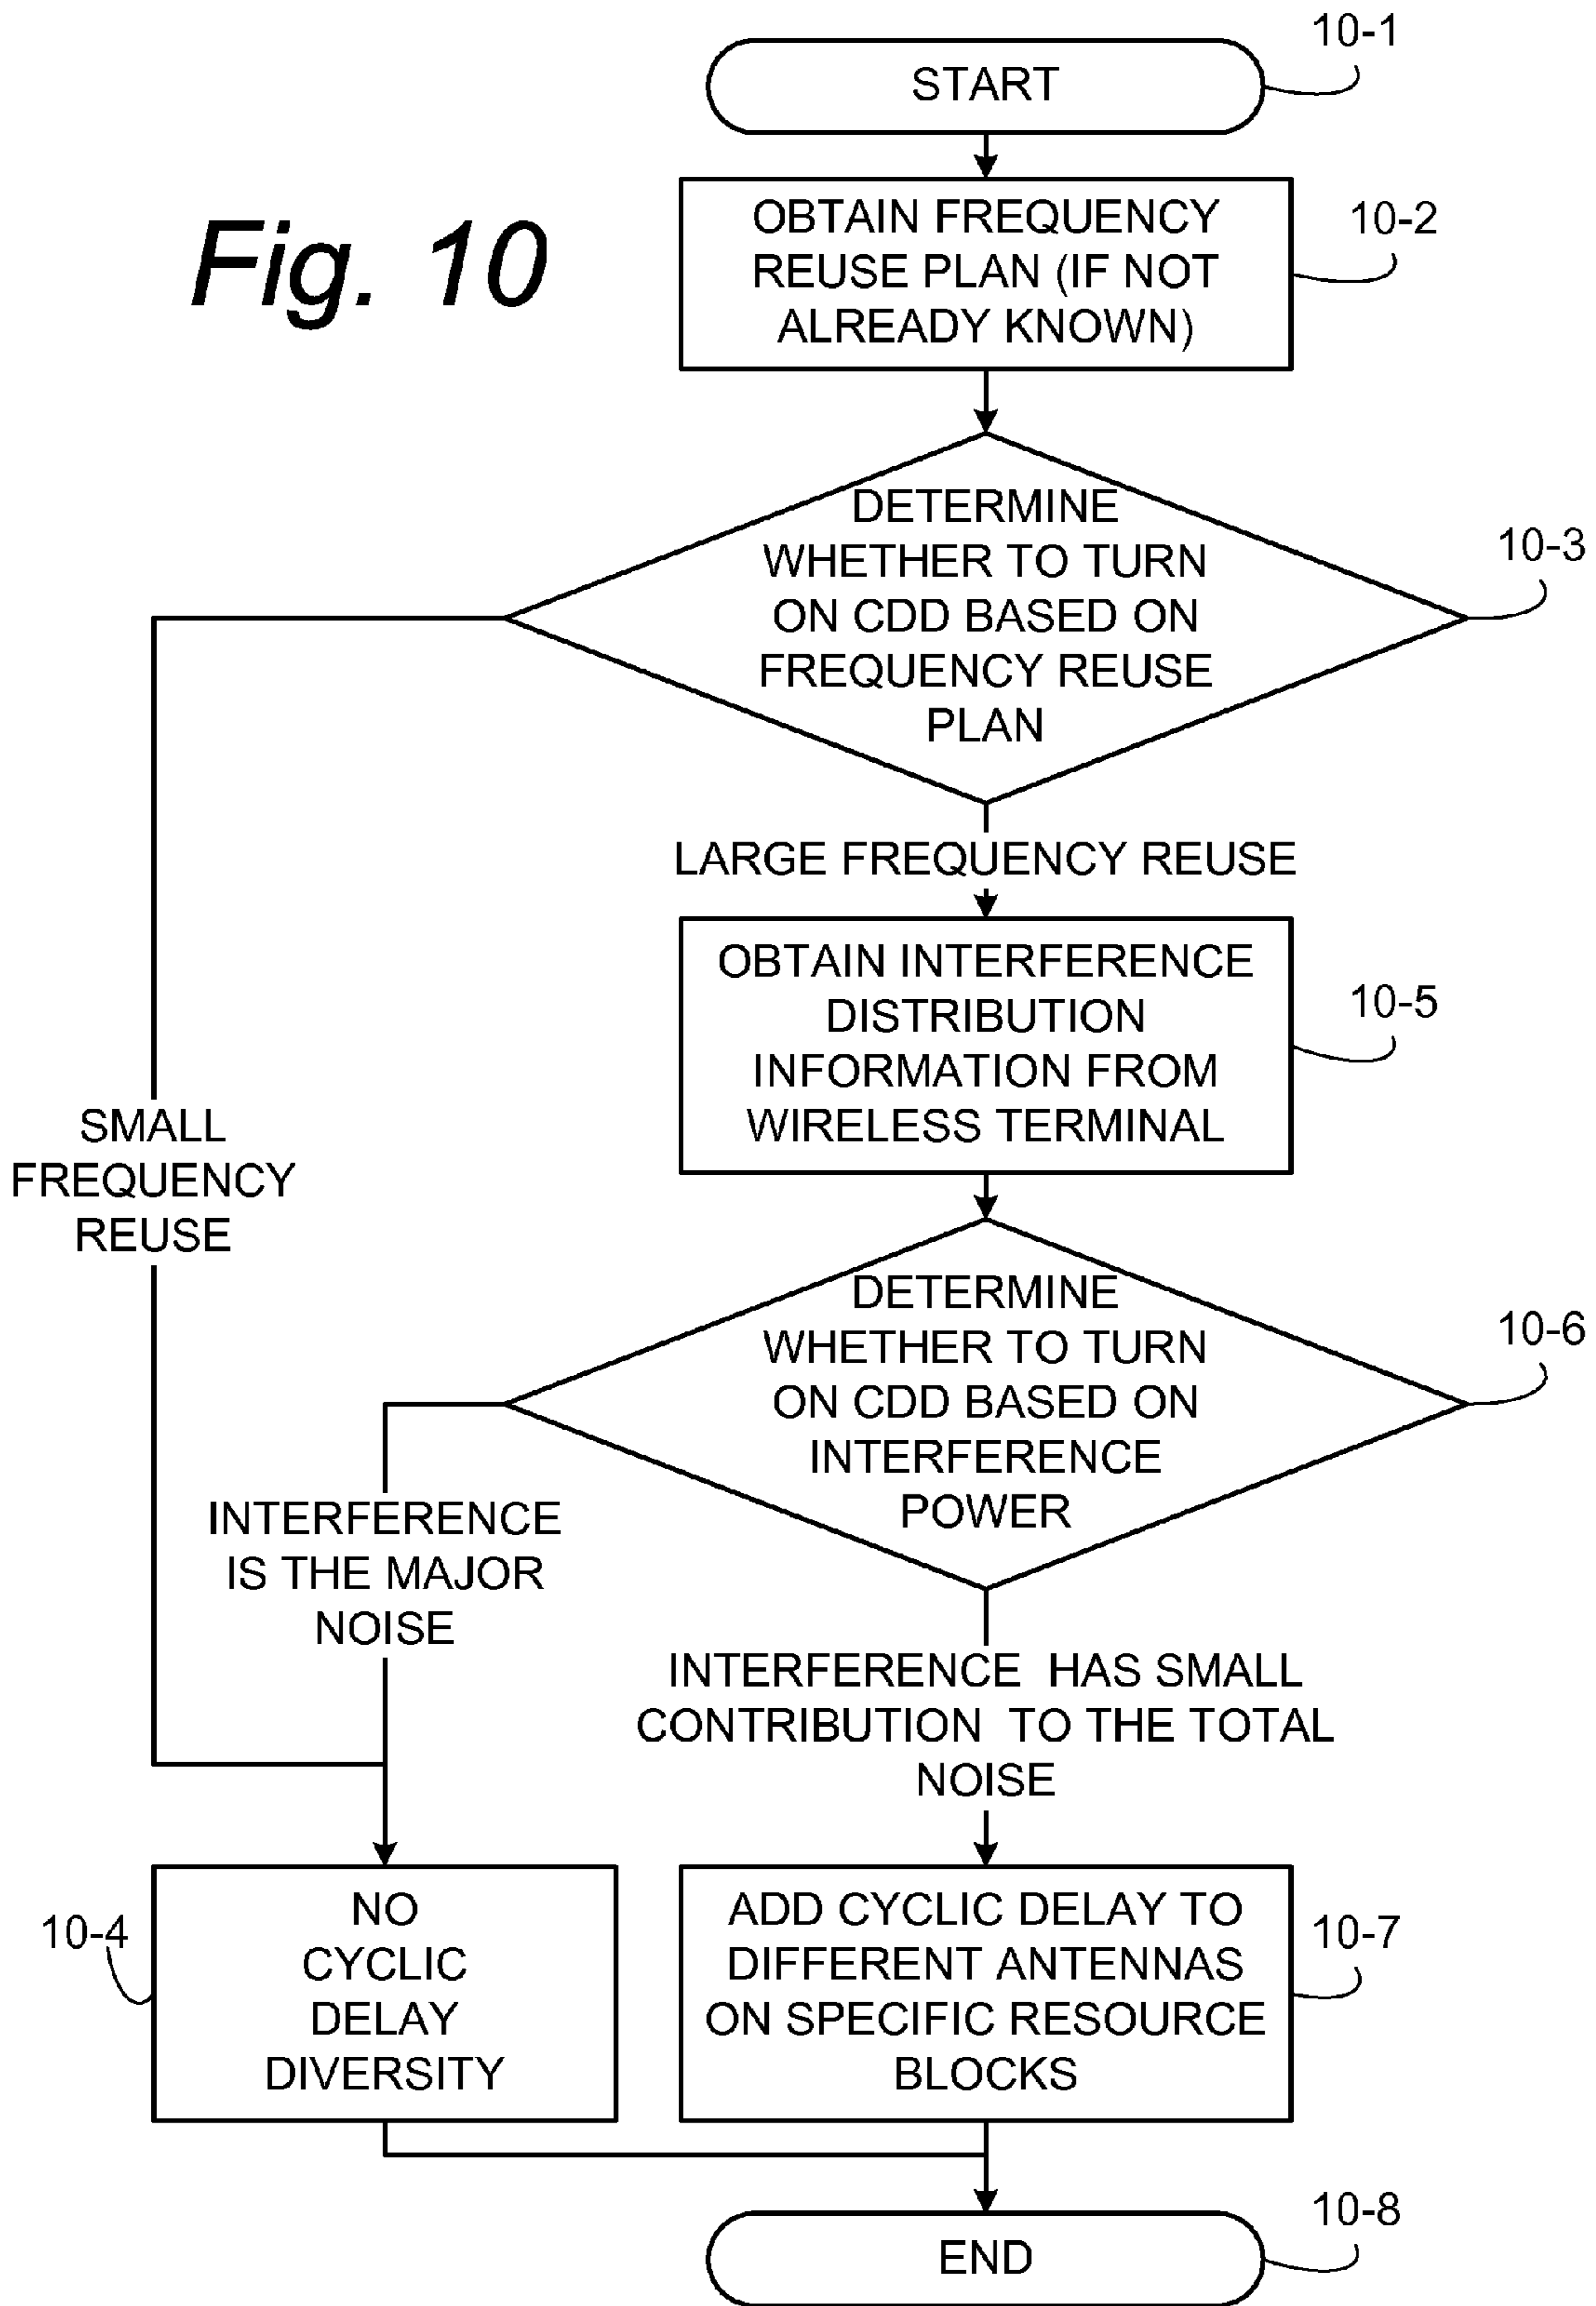 Fig. 10
START
10-1
OBTAIN FREQUENCY
REUSE PLAN (IF NOT
ALREADY KNOWN)
10-2
DETERMINE
WHETHER TO TURN
ON CDD BASED ON
FREQUENCY REUSE
PLAN
10-3
LARGE FREQUENCY REUSE
SMALL
FREQUENCY
REUSE
OBTAIN INTERFERENCE
DISTRIBUTION
INFORMATION FROM
WIRELESS TERMINAL
10-5
DETERMINE
WHETHER TO TURN
ON CDD BASED ON
INTERFERENCE
POWER
10-6
INTERFERENCE
IS THE MAJOR
NOISE
INTERFERENCE HAS SMALL
CONTRIBUTION TO THE TOTAL
NOISE
10-4
NO
CYCLIC
DELAY
DIVERSITY
ADD CYCLIC DELAY TO
DIFFERENT ANTENNAS
ON SPECIFIC RESOURCE
BLOCKS
10-7
END
10-8